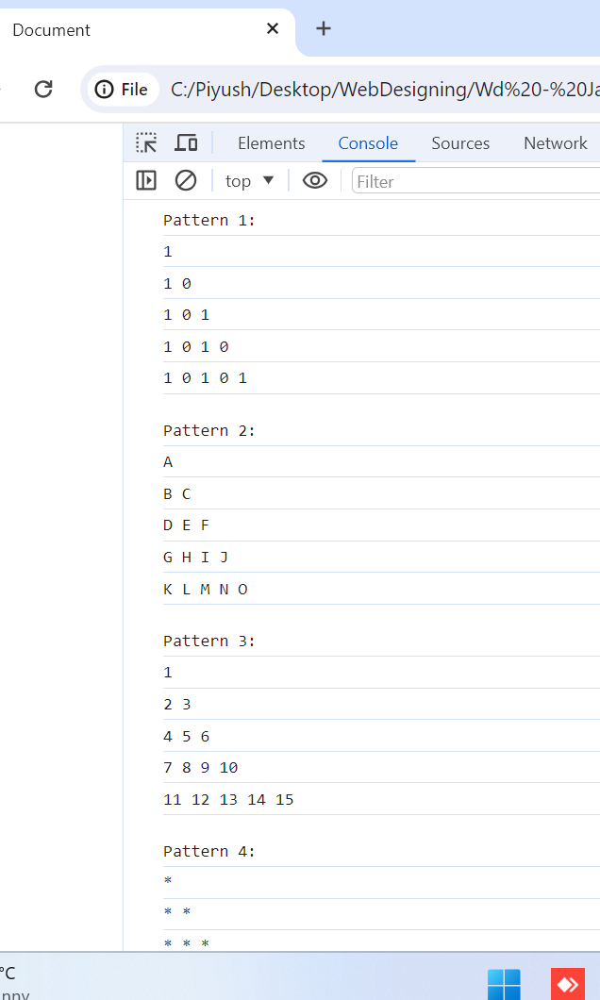 Document
File C:/Piyush/Desktop/WebDesigning/Wd%20-%20Ja
Elements Console Sources Network
top Filter
Pattern 1:
1
1 0
1 0 1
1 0 1 0
1 0 1 0 1
Pattern 2:
A
B C
D E F
G H I J
K L M N O
Pattern 3:
1
2 3
4 5 6
7 8 9 10
11 12 13 14 15
Pattern 4:
*
* *
* * *
°C